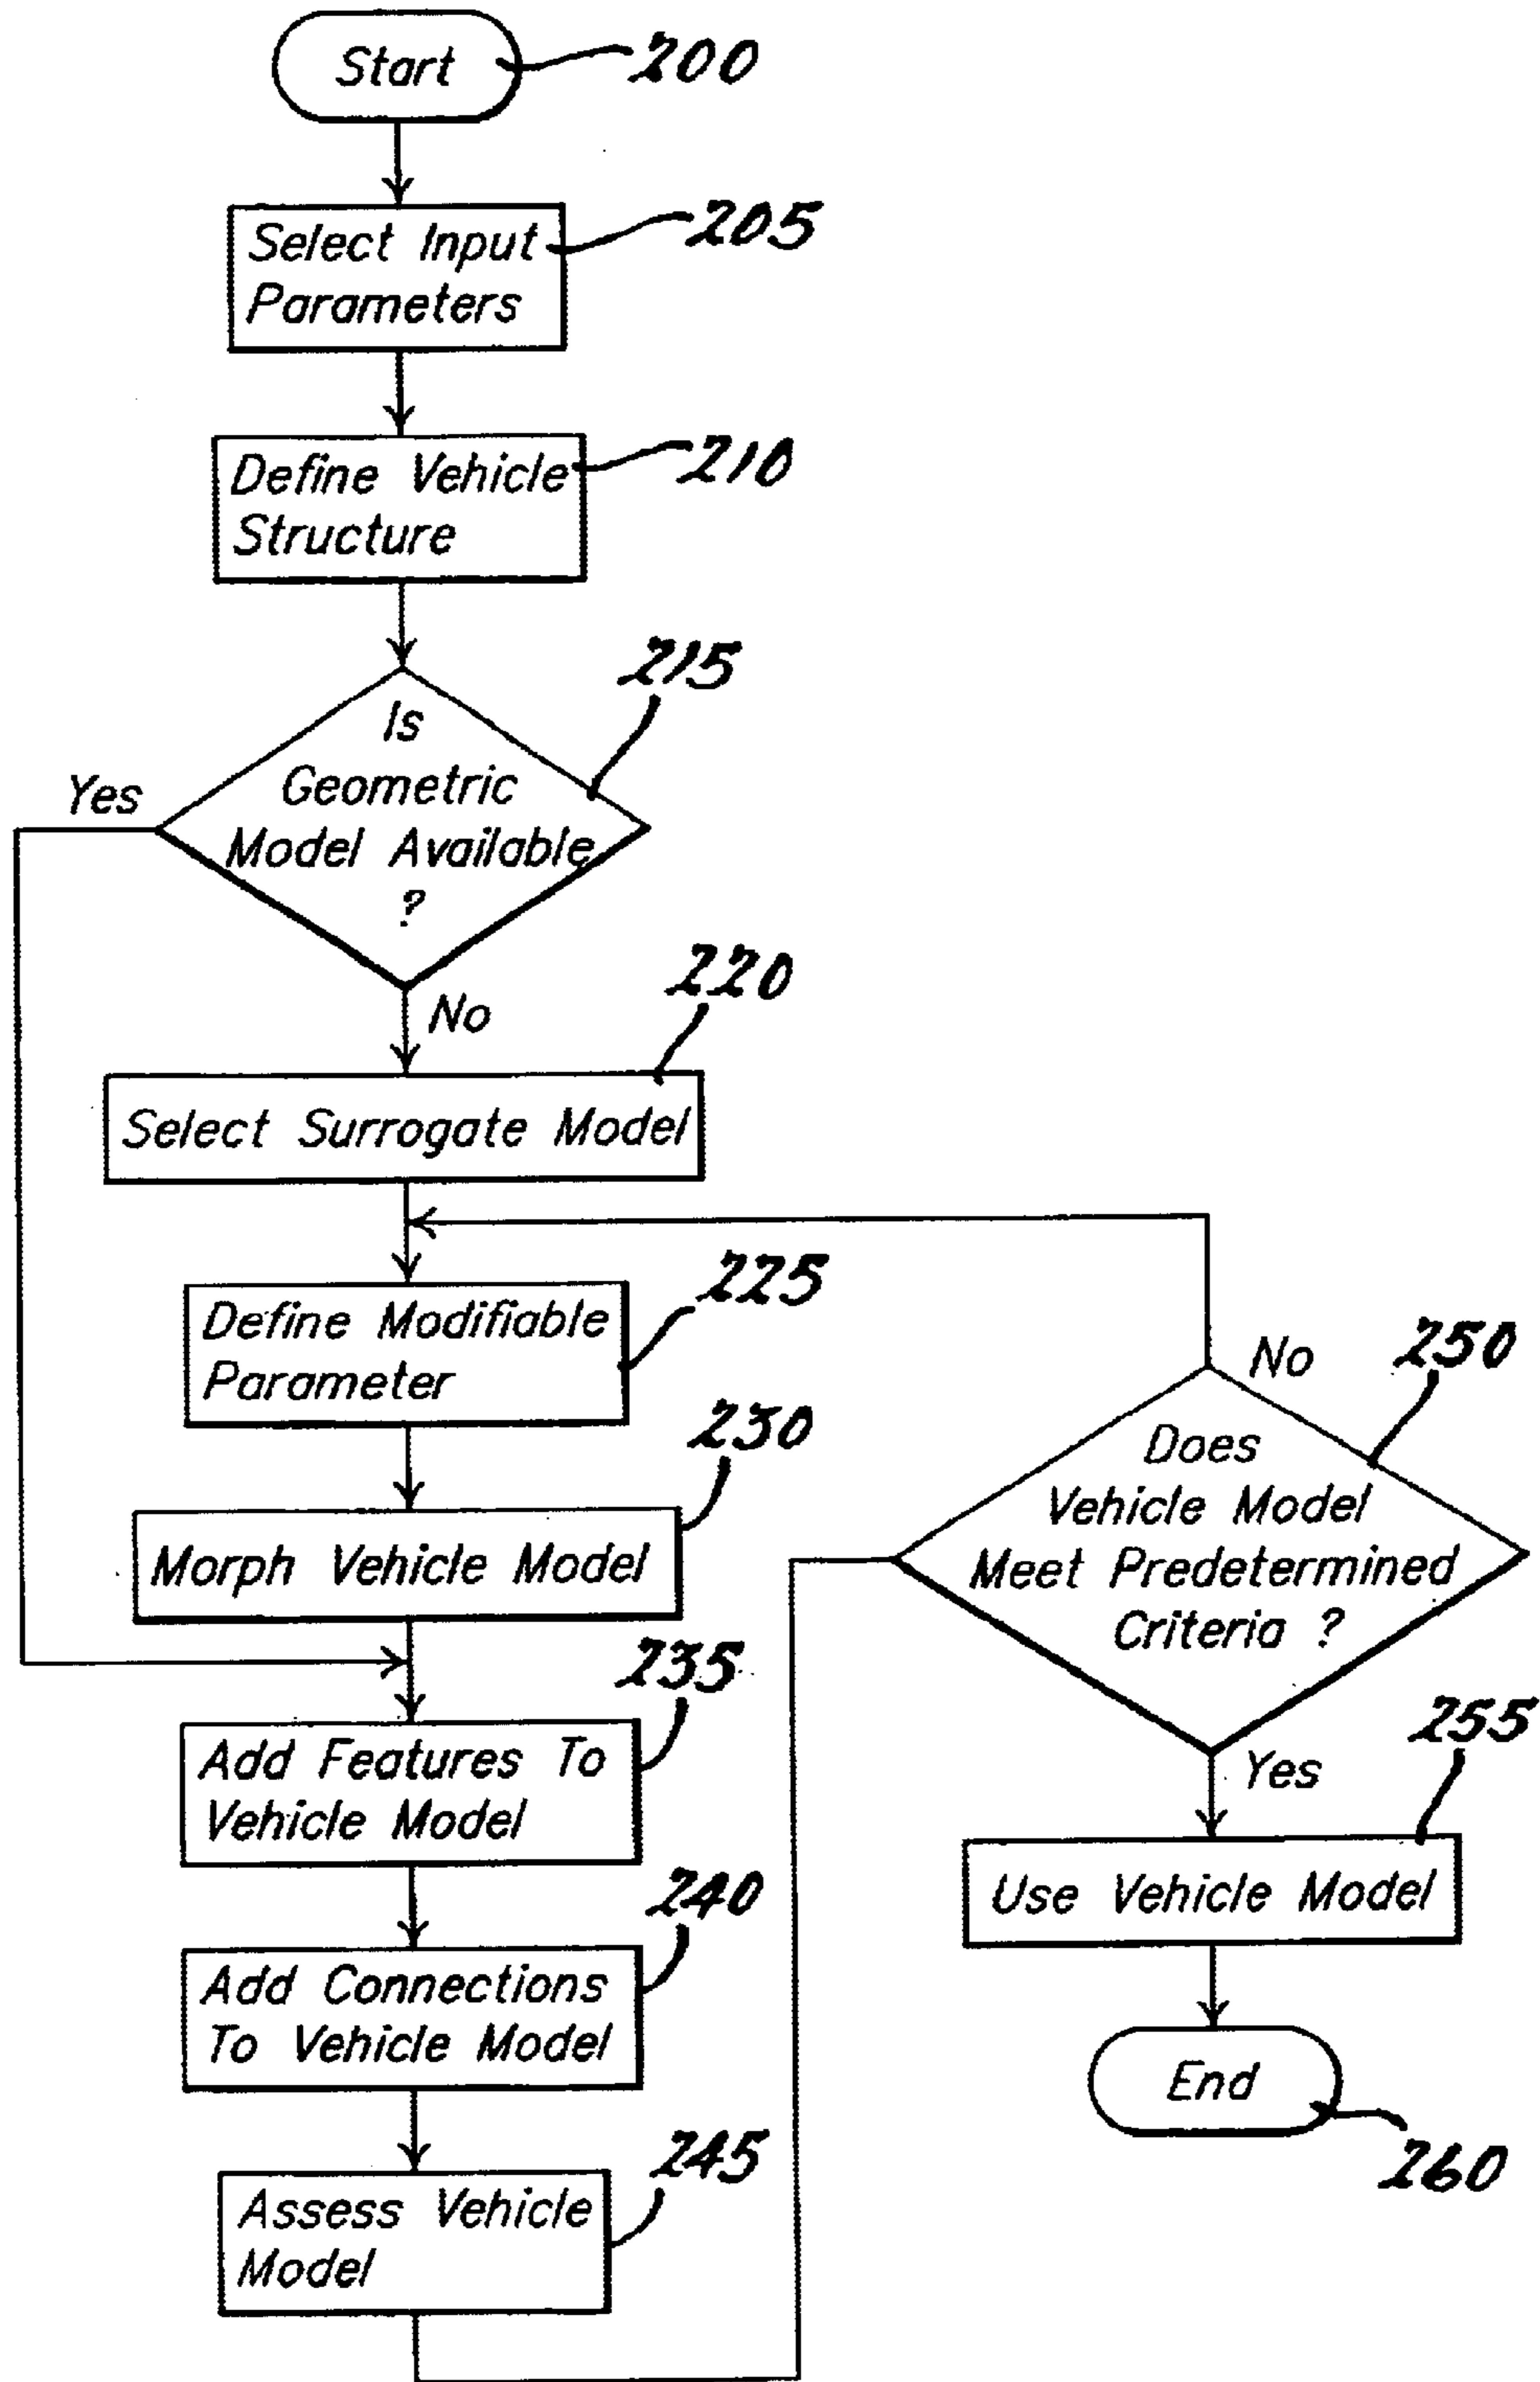 Start
200
Select Input
Parameters
205
Define Vehicle
Structure
210
Is
Geometric
Model Available
?
215
Yes
No
220
Select Surrogate Model
225
Define Modifiable
Parameter
230
Morph Vehicle Model
235
Add Features To
Vehicle Model
240
Add Connections
To Vehicle Model
245
Assess Vehicle
Model
No
250
Does
Vehicle Model
Meet Predetermined
Criteria ?
Yes
255
Use Vehicle Model
End
260